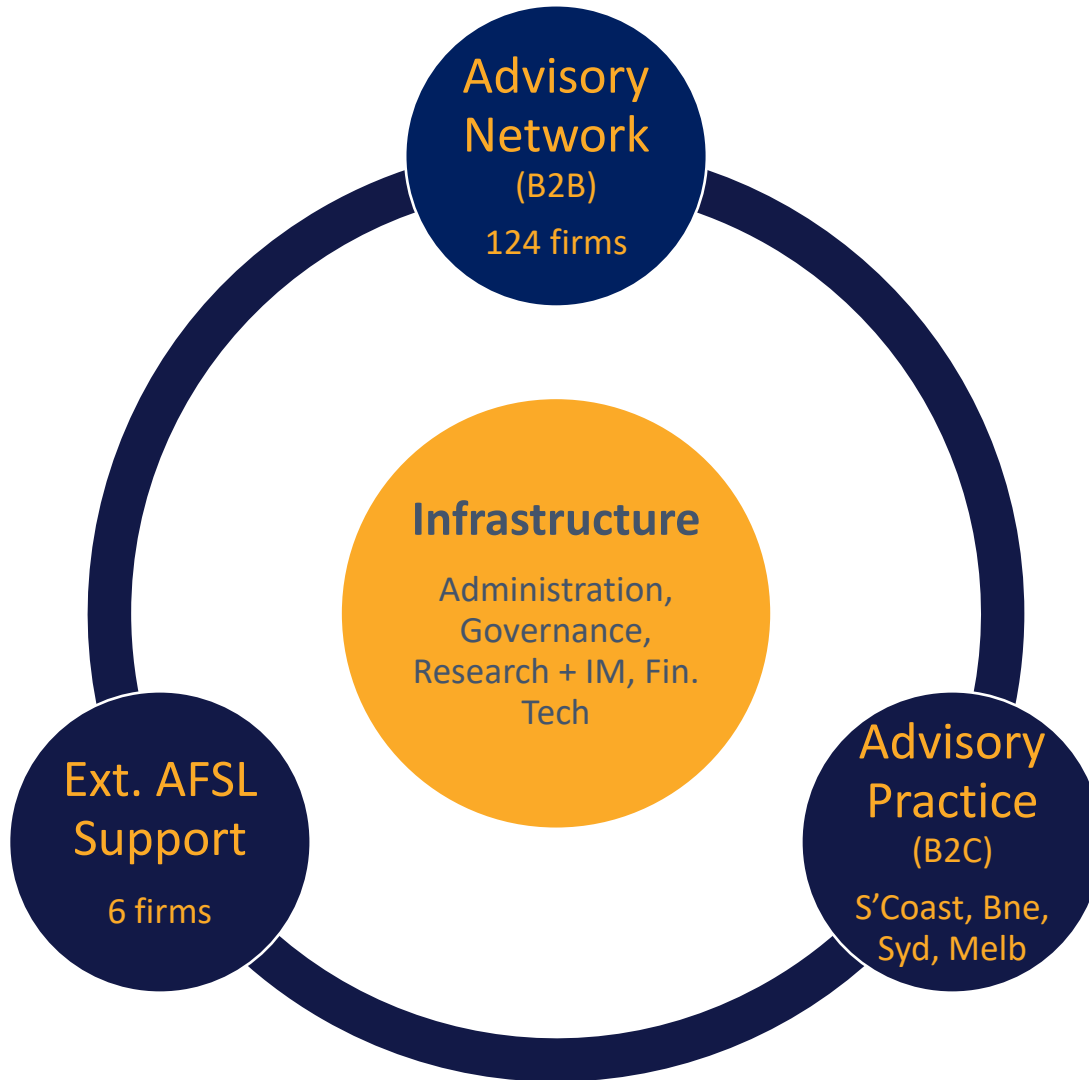 Advisory
Network
(B2B)
124 firms
Infrastructure
Administration,
Governance,
Research + IM, Fin.
Tech
Ext. AFSL
Support
6 firms
Advisory
Practice
(B2C)
S’Coast, Bne,
Syd, Melb